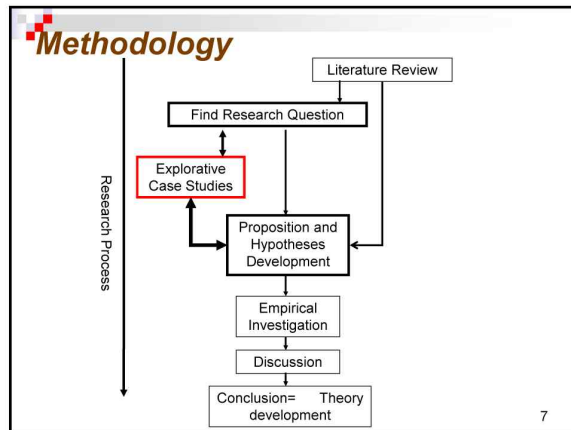 Methodology
Literature Review
Find Research Question
Explorative
Case Studies
Research Process
Proposition and
Hypotheses
Development
Empirical
Investigation
Discussion
Conclusion= Theory
development
7